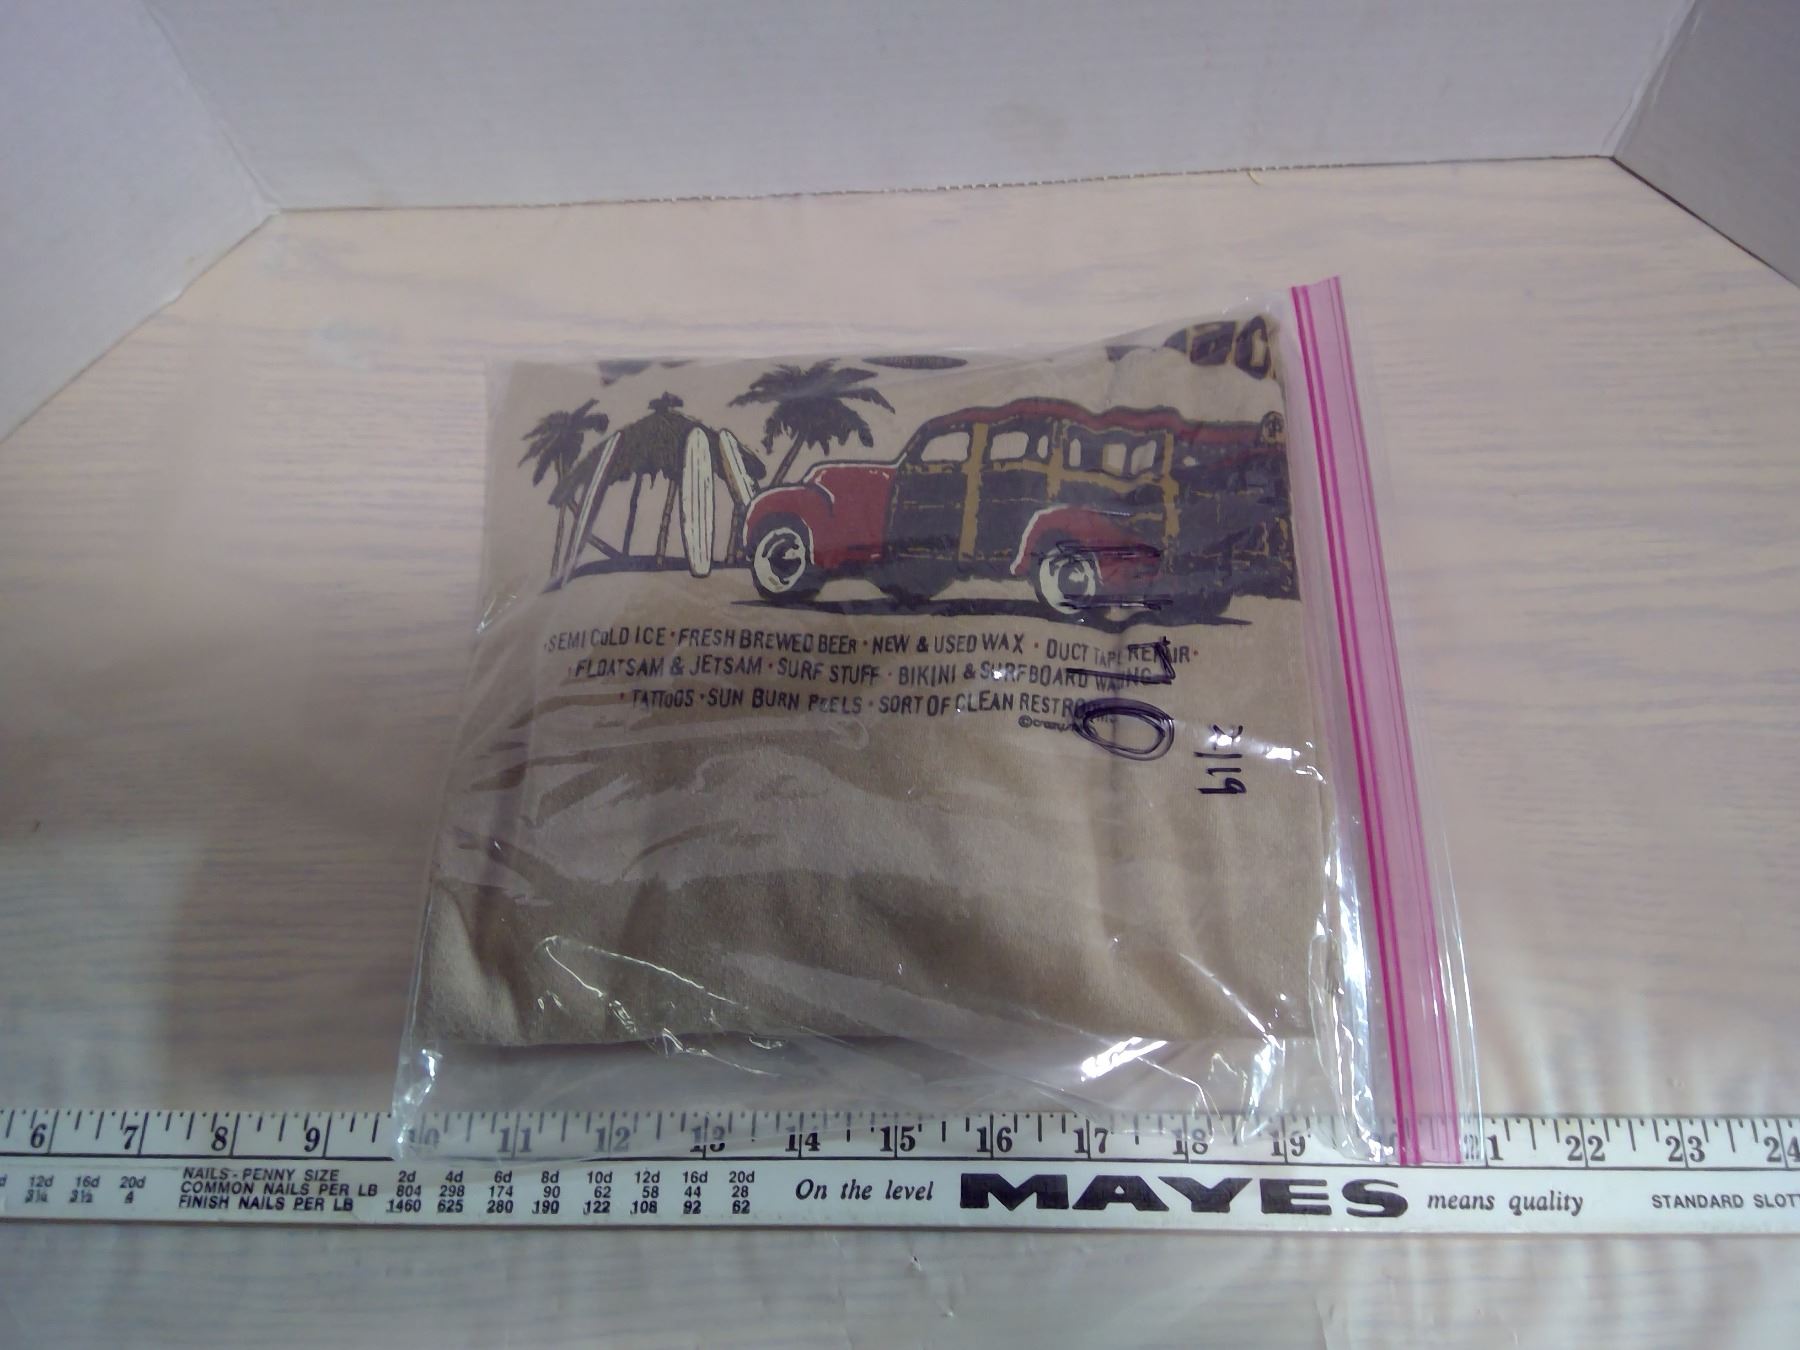 ·SEMI COLD ICE·FRESH BREWED BEER·NEW & USED WAX · DUCT TAPE REPAIR·
·FLOATSAM & JETSAM·SURF STUFF·BIKINI & SURFBOARD WAXING
·TATTOOS·SUN BURN PEELS·SORT OF CLEAN RESTROOMS
6 7 8 9 10 11 12 13 14 15 16 17 18 19 20 21 22 23 24
12d 16d 20d
3¼ 3½ 4
NAILS - PENNY SIZE 2d 4d 6d 8d 10d 12d 16d 20d
COMMON NAILS PER LB 804 298 174 90 62 58 44 28
FINISH NAILS PER LB 1460 625 280 190 122 108 92 62
On the level MAYES means quality
STANDARD SLOT